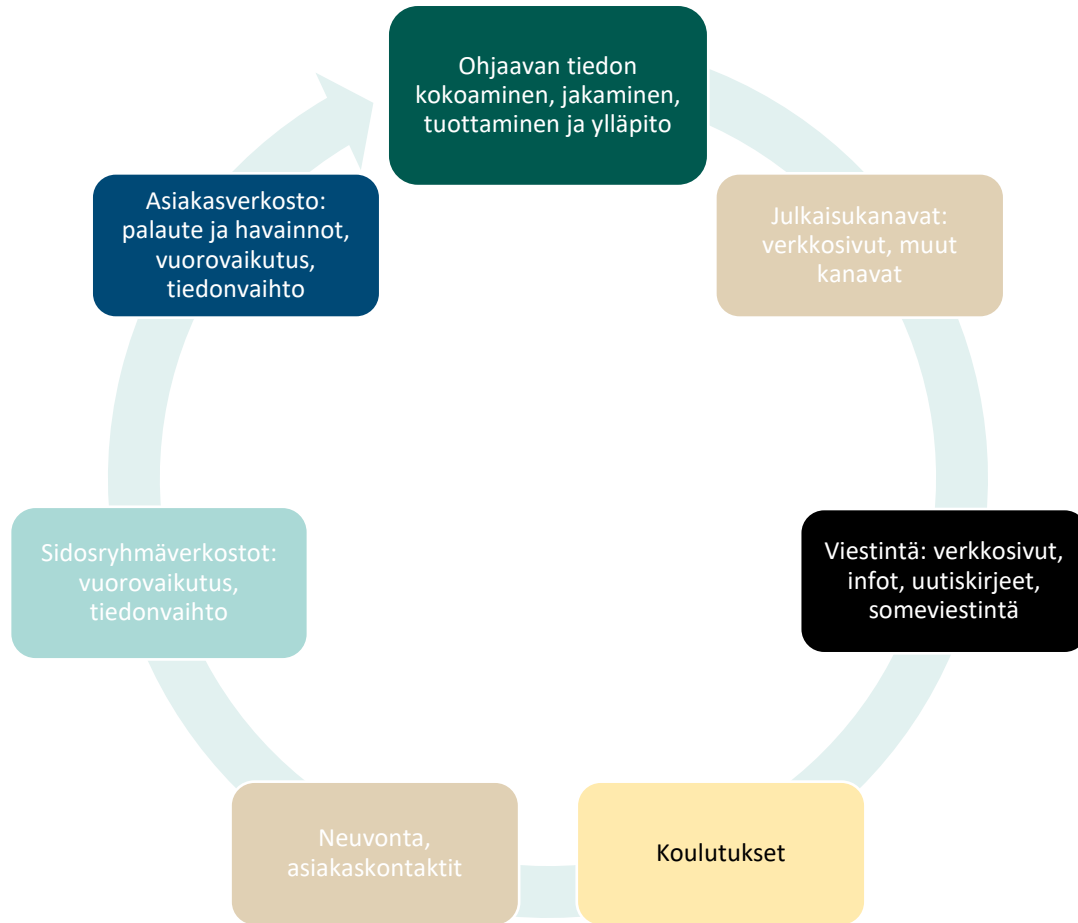 Ohjaavan tiedon
kokoaminen, jakaminen,
tuottaminen ja ylläpito
Julkaisukanavat:
verkkosivut, muut
kanavat
Viestintä: verkkosivut,
infot, uutiskirjeet,
someviestintä
Koulutukset
Neuvonta,
asiakaskontaktit
Sidosryhmäverkostot:
vuorovaikutus,
tiedonvaihto
Asiakasverkosto:
palaute ja havainnot,
vuorovaikutus,
tiedonvaihto